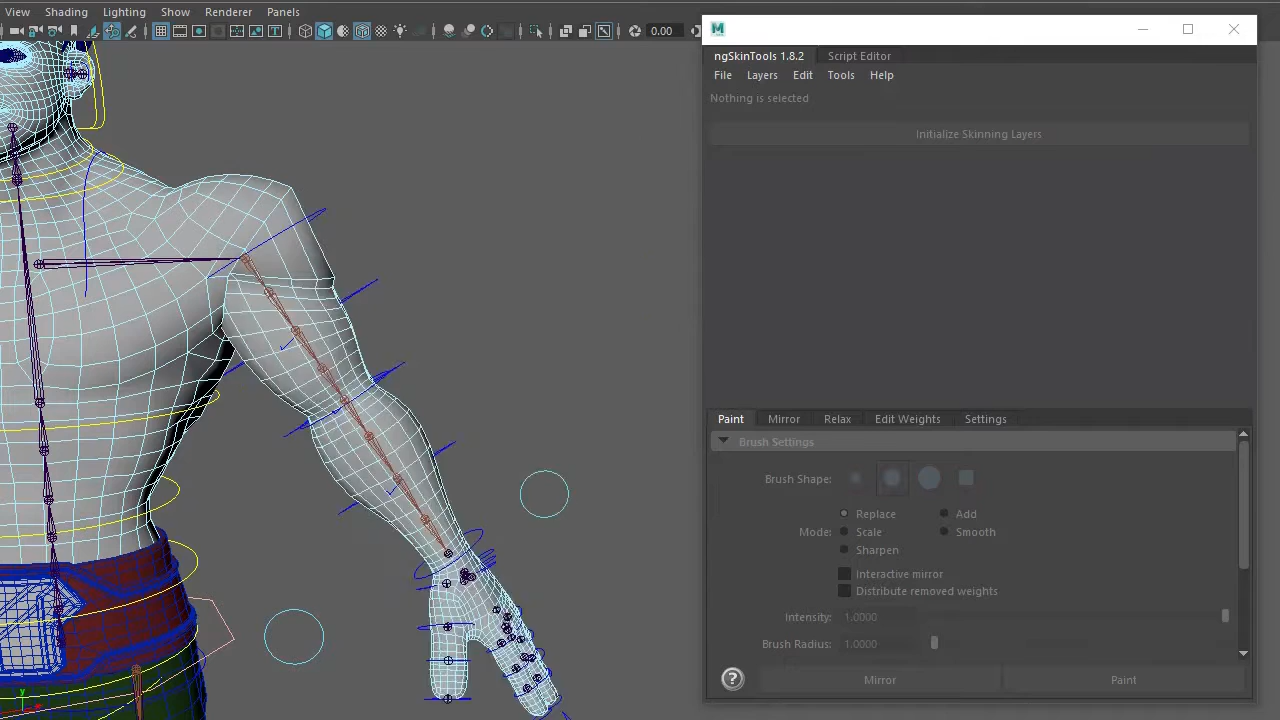 View Shading Lighting Show Renderer Panels
0.00
ngSkinTools 1.8.2 Script Editor
File Layers Edit Tools Help
Nothing is selected
Initialize Skinning Layers
Paint Mirror Relax Edit Weights Settings
Brush Settings
Brush Shape:
Replace Add
Mode: Scale Smooth
Sharpen
Interactive mirror
Distribute removed weights
Intensity: 1.0000
Brush Radius: 1.0000
? Mirror Paint
y